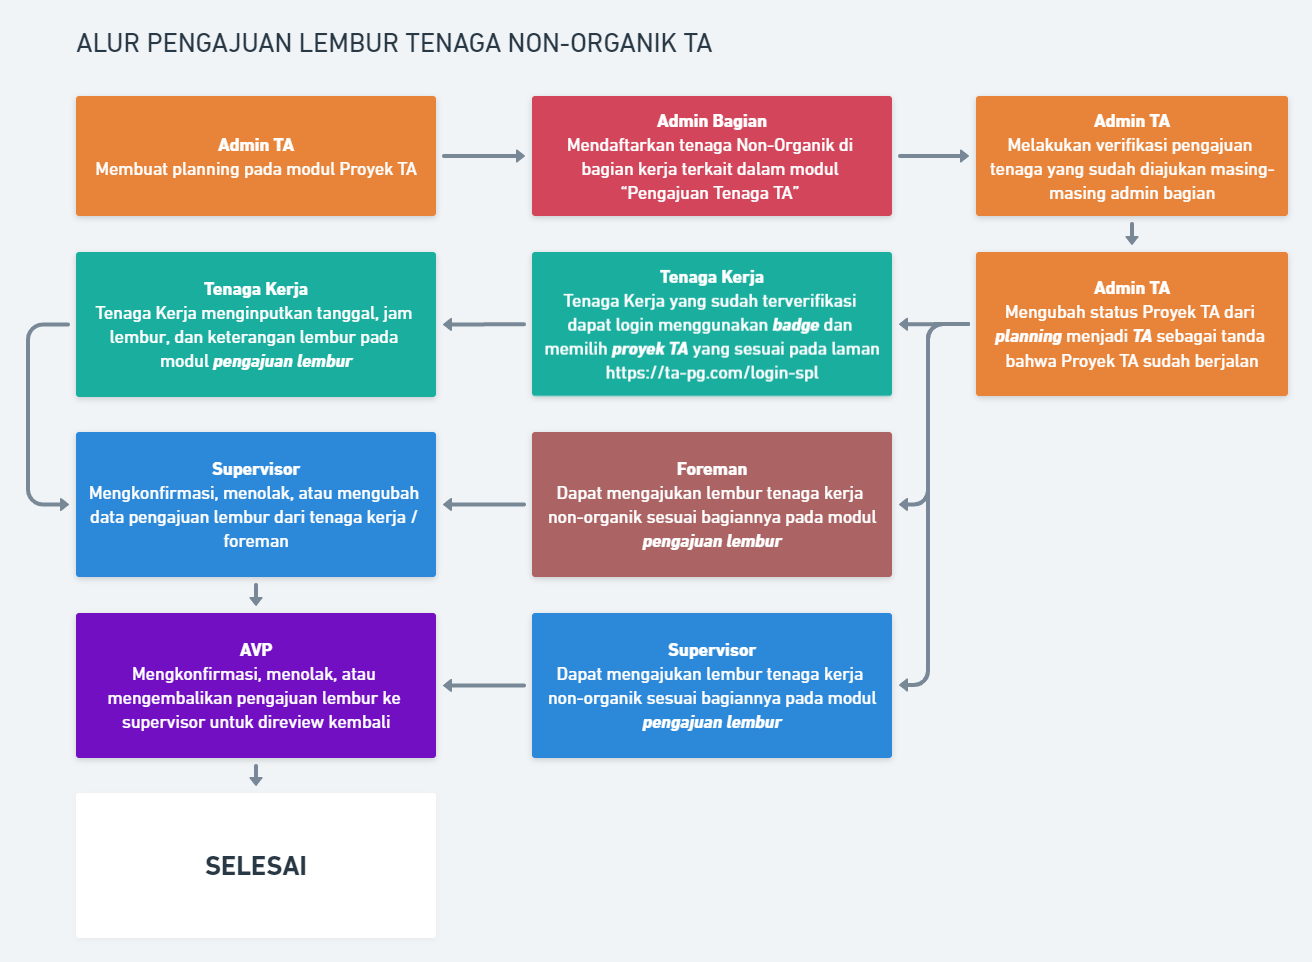 ALUR PENGAJUAN LEMBUR TENAGA NON-ORGANIK TA
Admin TA
Membuat planning pada modul Proyek TA
Admin Bagian
Mendaftarkan tenaga Non-Organik di
bagian kerja terkait dalam modul
“Pengajuan Tenaga TA”
Admin TA
Melakukan verifikasi pengajuan
tenaga yang sudah diajukan masing-
masing admin bagian
Admin TA
Mengubah status Proyek TA dari
planning menjadi TA sebagai tanda
bahwa Proyek TA sudah berjalan
Tenaga Kerja
Tenaga Kerja yang sudah terverifikasi
dapat login menggunakan badge dan
memilih proyek TA yang sesuai pada laman
https://ta-pg.com/login-spl
Tenaga Kerja
Tenaga Kerja menginputkan tanggal, jam
lembur, dan keterangan lembur pada
modul pengajuan lembur
Supervisor
Mengkonfirmasi, menolak, atau mengubah
data pengajuan lembur dari tenaga kerja /
foreman
Foreman
Dapat mengajukan lembur tenaga kerja
non-organik sesuai bagiannya pada modul
pengajuan lembur
AVP
Mengkonfirmasi, menolak, atau
mengembalikan pengajuan lembur ke
supervisor untuk direview kembali
Supervisor
Dapat mengajukan lembur tenaga kerja
non-organik sesuai bagiannya pada modul
pengajuan lembur
SELESAI